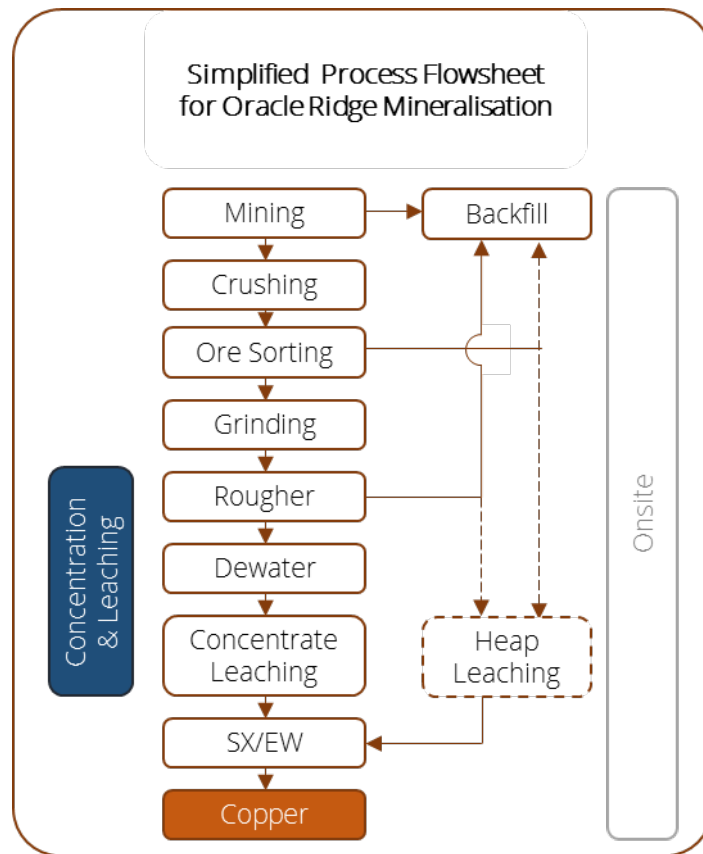 Simplified Process Flowsheet
for Oracle Ridge Mineralisation
Mining
Backfill
Crushing
Ore Sorting
Grinding
Rougher
Dewater
Concentrate
Leaching
Heap
Leaching
SX/EW
Copper
Concentration
& Leaching
Onsite